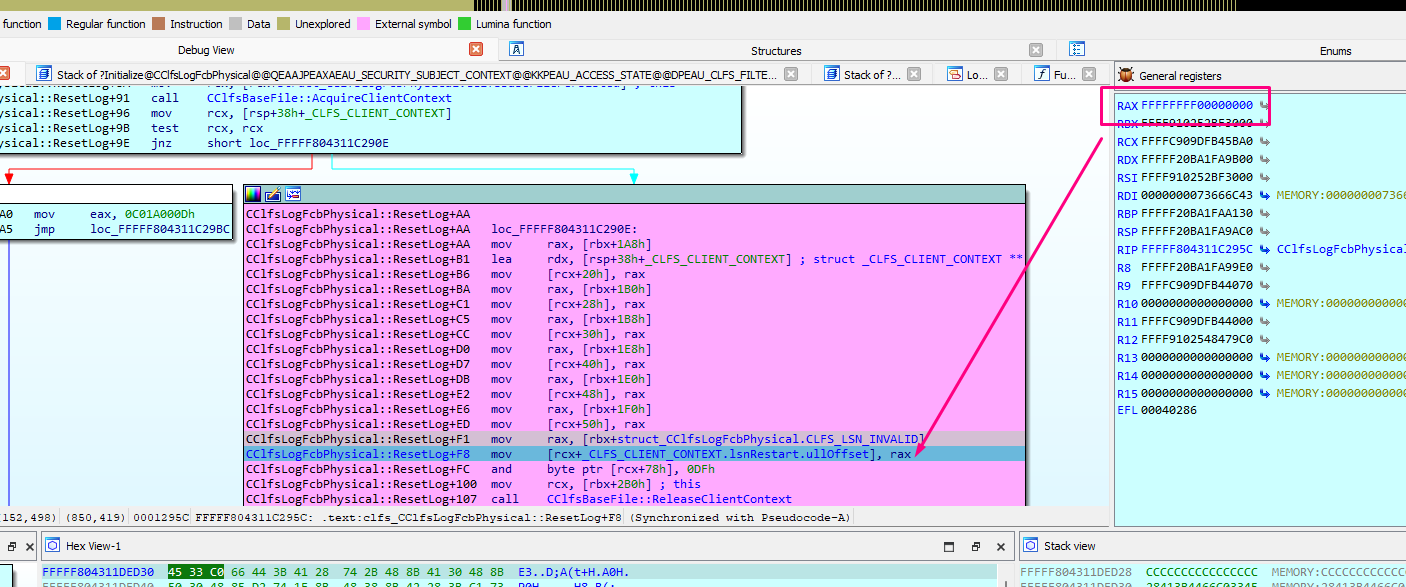 function Regular function Instruction Data Unexplored External symbol Lumina function
Debug View Structures Enums
Stack of ?Initialize@CClfsLogFcbPhysical@@QEAAJPEAXAEAU_SECURITY_SUBJECT_CONTEXT@@KKPEAU_ACCESS_STATE@@DPEAU_CLFS_FILTE... Stack of ?... Lo... Fu... General registers
ysical::ResetLog+91 call CClfsBaseFile::AcquireClientContext
ysical::ResetLog+96 mov rcx, [rsp+38h+_CLFS_CLIENT_CONTEXT]
ysical::ResetLog+9B test rcx, rcx
ysical::ResetLog+9E jnz short loc_FFFFF804311C290E
A0 mov eax, 0C01A000Dh
A5 jmp loc_FFFFF804311C29BC
CClfsLogFcbPhysical::ResetLog+AA
CClfsLogFcbPhysical::ResetLog+AA loc_FFFFF804311C290E:
CClfsLogFcbPhysical::ResetLog+AA mov rax, [rbx+1A8h]
CClfsLogFcbPhysical::ResetLog+B1 lea rdx, [rsp+38h+_CLFS_CLIENT_CONTEXT] ; struct _CLFS_CLIENT_CONTEXT **
CClfsLogFcbPhysical::ResetLog+B6 mov [rcx+20h], rax
CClfsLogFcbPhysical::ResetLog+BA mov rax, [rbx+1B0h]
CClfsLogFcbPhysical::ResetLog+C1 mov [rcx+28h], rax
CClfsLogFcbPhysical::ResetLog+C5 mov rax, [rbx+1B8h]
CClfsLogFcbPhysical::ResetLog+CC mov [rcx+30h], rax
CClfsLogFcbPhysical::ResetLog+D0 mov rax, [rbx+1E8h]
CClfsLogFcbPhysical::ResetLog+D7 mov [rcx+40h], rax
CClfsLogFcbPhysical::ResetLog+DB mov rax, [rbx+1E0h]
CClfsLogFcbPhysical::ResetLog+E2 mov [rcx+48h], rax
CClfsLogFcbPhysical::ResetLog+E6 mov rax, [rbx+1F0h]
CClfsLogFcbPhysical::ResetLog+ED mov [rcx+50h], rax
CClfsLogFcbPhysical::ResetLog+F1 mov rax, [rbx+struct_CClfsLogFcbPhysical.CLFS_LSN_INVALID]
CClfsLogFcbPhysical::ResetLog+F8 mov [rcx+_CLFS_CLIENT_CONTEXT.lsnRestart.ullOffset], rax
CClfsLogFcbPhysical::ResetLog+FC and byte ptr [rcx+78h], 0DFh
CClfsLogFcbPhysical::ResetLog+100 mov rcx, [rbx+2B0h] ; this
CClfsLogFcbPhysical::ResetLog+107 call CClfsBaseFile::ReleaseClientContext
RAX FFFFFFFF00000000
RBX FFFF910252BF3000
RCX FFFFC909DFB45BA0
RDX FFFFF20BA1FA9B00
RSI FFFF910252BF3000
RDI 0000000073666C43 MEMORY:0000000073666
RBP FFFFF20BA1FAA130
RSP FFFFF20BA1FA9AC0
RIP FFFFF804311C295C CClfsLogFcbPhysical
R8 FFFFF20BA1FA99E0
R9 FFFFC909DFB44070
R10 0000000000000000 MEMORY:000000000000
R11 FFFFC909DFB44000
R12 FFFF9102548479C0
R13 0000000000000000 MEMORY:000000000000
R14 0000000000000000 MEMORY:000000000000
R15 0000000000000000 MEMORY:000000000000
EFL 00040286
(152,498) (850,419) 0001295C FFFFF804311C295C: .text:clfs_CClfsLogFcbPhysical::ResetLog+F8 (Synchronized with Pseudocode-A)
Hex View-1 Stack view
FFFFF804311DED30 45 33 C0 66 44 3B 41 28 74 2B 48 8B 41 30 48 8B E3..D;A(t+H.A0H. FFFFF804311DED28 CCCCCCCCCCCCCCCC